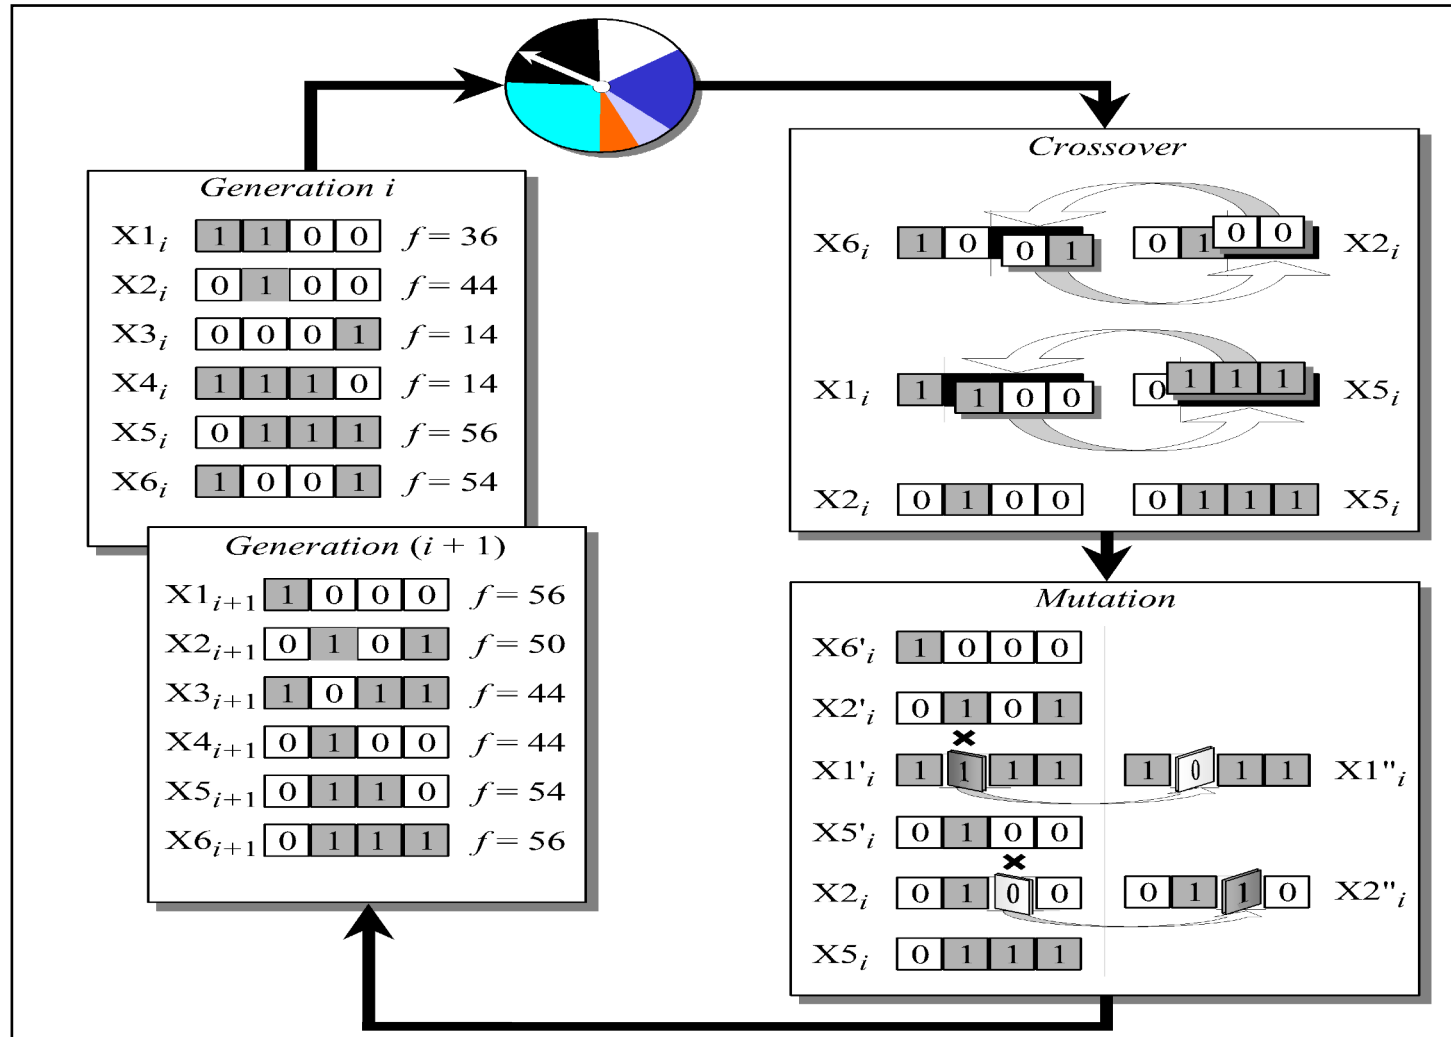 Generation i
X1i 1 1 0 0 f = 36
X2i 0 1 0 0 f = 44
X3i 0 0 0 1 f = 14
X4i 1 1 1 0 f = 14
X5i 0 1 1 1 f = 56
X6i 1 0 0 1 f = 54
Generation (i + 1)
X1i+1 1 0 0 0 f = 56
X2i+1 0 1 0 1 f = 50
X3i+1 1 0 1 1 f = 44
X4i+1 0 1 0 0 f = 44
X5i+1 0 1 1 0 f = 54
X6i+1 0 1 1 1 f = 56
Crossover
X6i 1 0 0 1 0 1 0 0 X2i
X1i 1 1 0 0 0 1 1 1 X5i
X2i 0 1 0 0 0 1 1 1 X5i
Mutation
X6'i 1 0 0 0
X2'i 0 1 0 1
X1'i 1 1 1 1 1 0 1 1 X1"i
X5'i 0 1 0 0
X2i 0 1 0 0 0 1 1 0 X2"i
X5i 0 1 1 1